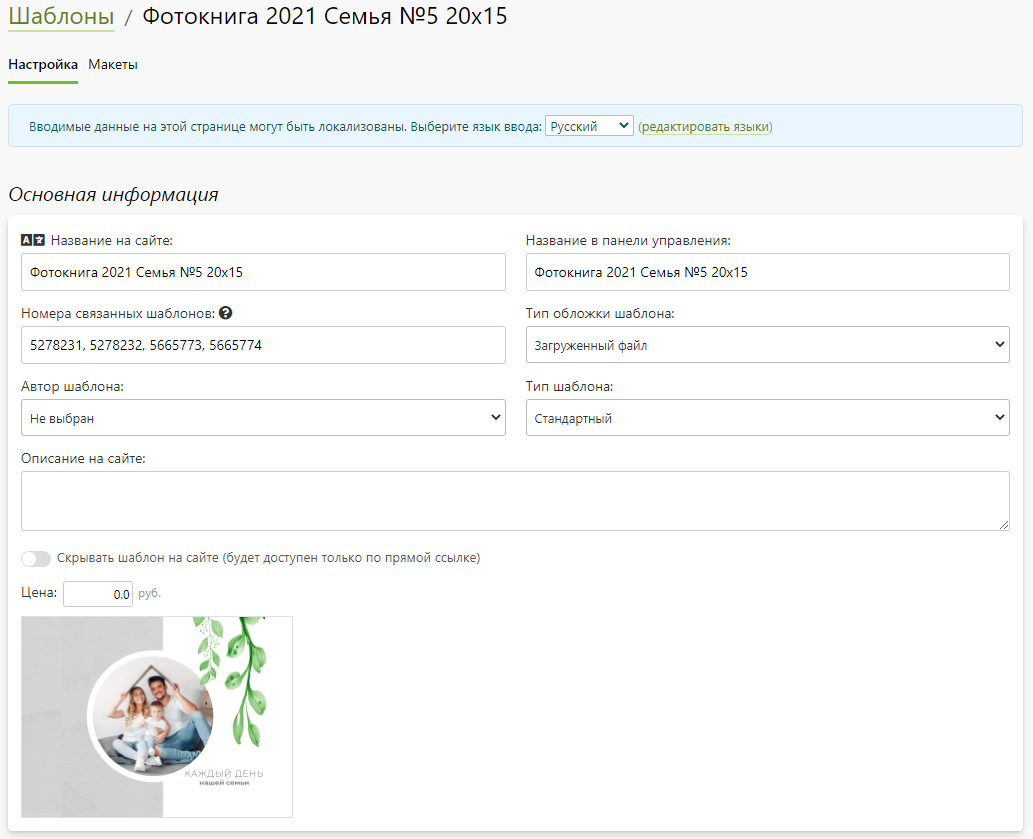 Шаблоны / Фотокнига 2021 Семья №5 20x15
Настройка Макеты
Вводимые данные на этой странице могут быть локализованы. Выберите язык ввода: Русский (редактировать языки)
Основная информация
Название на сайте: Название в панели управления:
Фотокнига 2021 Семья №5 20x15 Фотокнига 2021 Семья №5 20x15
Номера связанных шаблонов: ? Тип обложки шаблона:
5278231, 5278232, 5665773, 5665774 Загруженный файл
Автор шаблона: Тип шаблона:
Не выбран Стандартный
Описание на сайте:
Скрывать шаблон на сайте (будет доступен только по прямой ссылке)
Цена: 0.0 руб.
КАЖДЫЙ ДЕНЬ
нашей семьи